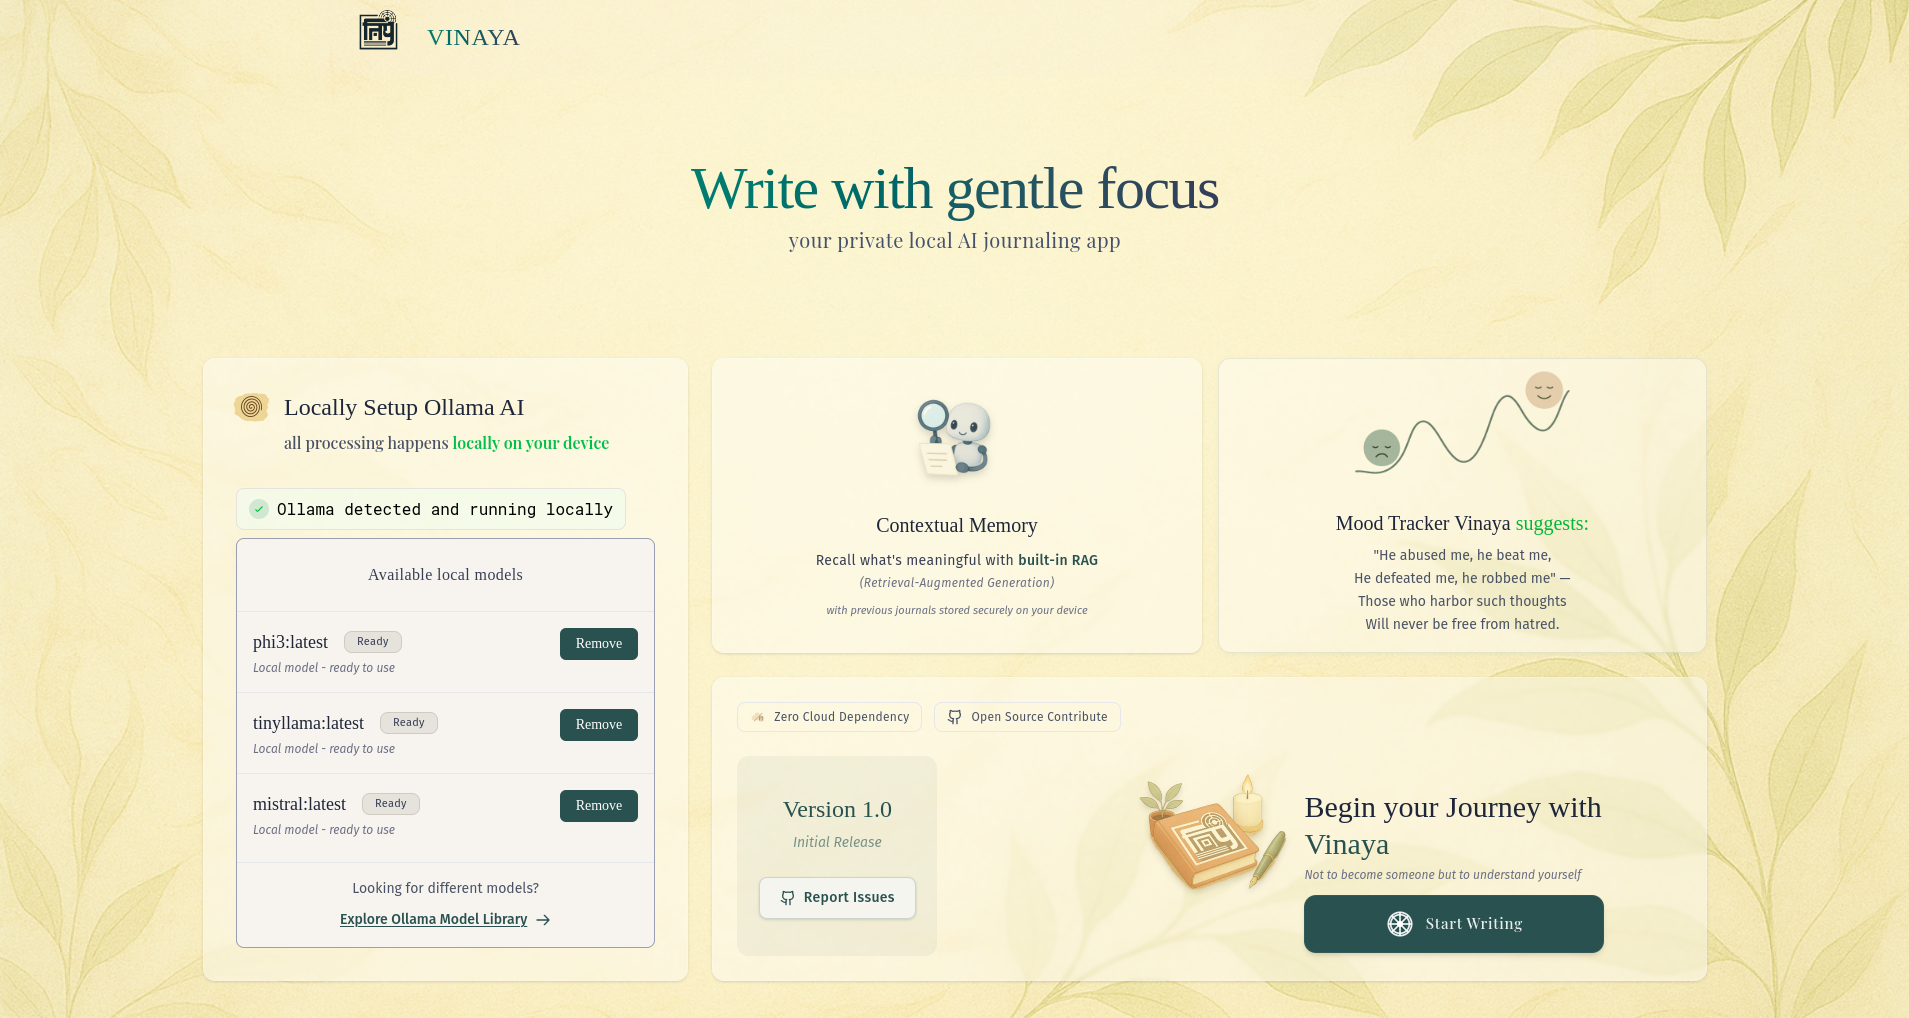 VINAYA
Write with gentle focus
your private local AI journaling app
Locally Setup Ollama AI
all processing happens locally on your device
Ollama detected and running locally
Available local models
phi3:latest
Ready
Remove
Local model - ready to use
tinyllama:latest
Ready
Remove
Local model - ready to use
mistral:latest
Ready
Remove
Local model - ready to use
Looking for different models?
Explore Ollama Model Library
Contextual Memory
Recall what's meaningful with built-in RAG
(Retrieval-Augmented Generation)
with previous journals stored securely on your device
Mood Tracker Vinaya suggests:
"He abused me, he beat me,
He defeated me, he robbed me" —
Those who harbor such thoughts
Will never be free from hatred.
Zero Cloud Dependency
Open Source Contribute
Version 1.0
Initial Release
Report Issues
Begin your Journey with
Vinaya
Not to become someone but to understand yourself
Start Writing